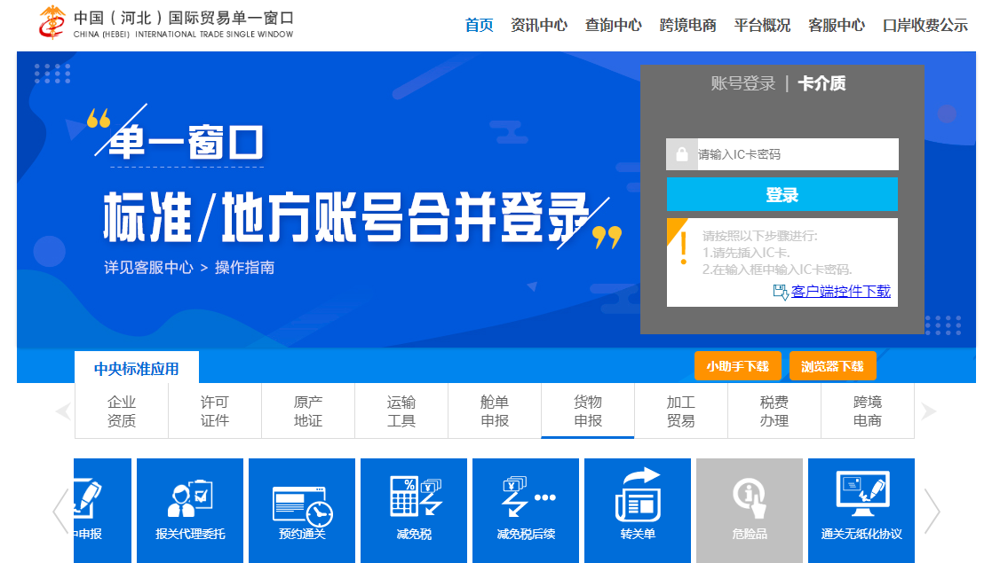 中国（河北）国际贸易单一窗口
CHINA (HEBEI) INTERNATIONAL TRADE SINGLE WINDOW
首页 资讯中心 查询中心 跨境电商 平台概况 客服中心 口岸收费公示
账号登录 | 卡介质
“单一窗口
标准/地方账号合并登录”
详见客服中心 > 操作指南
请输入IC卡密码
登录
请按照以下步骤进行:
1.请先插入IC卡.
2.在输入框中输入IC卡密码.
客户端控件下载
中央标准应用
小助手下载 浏览器下载
企业资质
许可证件
原产地证
运输工具
舱单申报
货物申报
加工贸易
税费办理
跨境电商
申报
报关代理委托
预约通关
减免税
减免税后续
转关单
危险品
通关无纸化协议